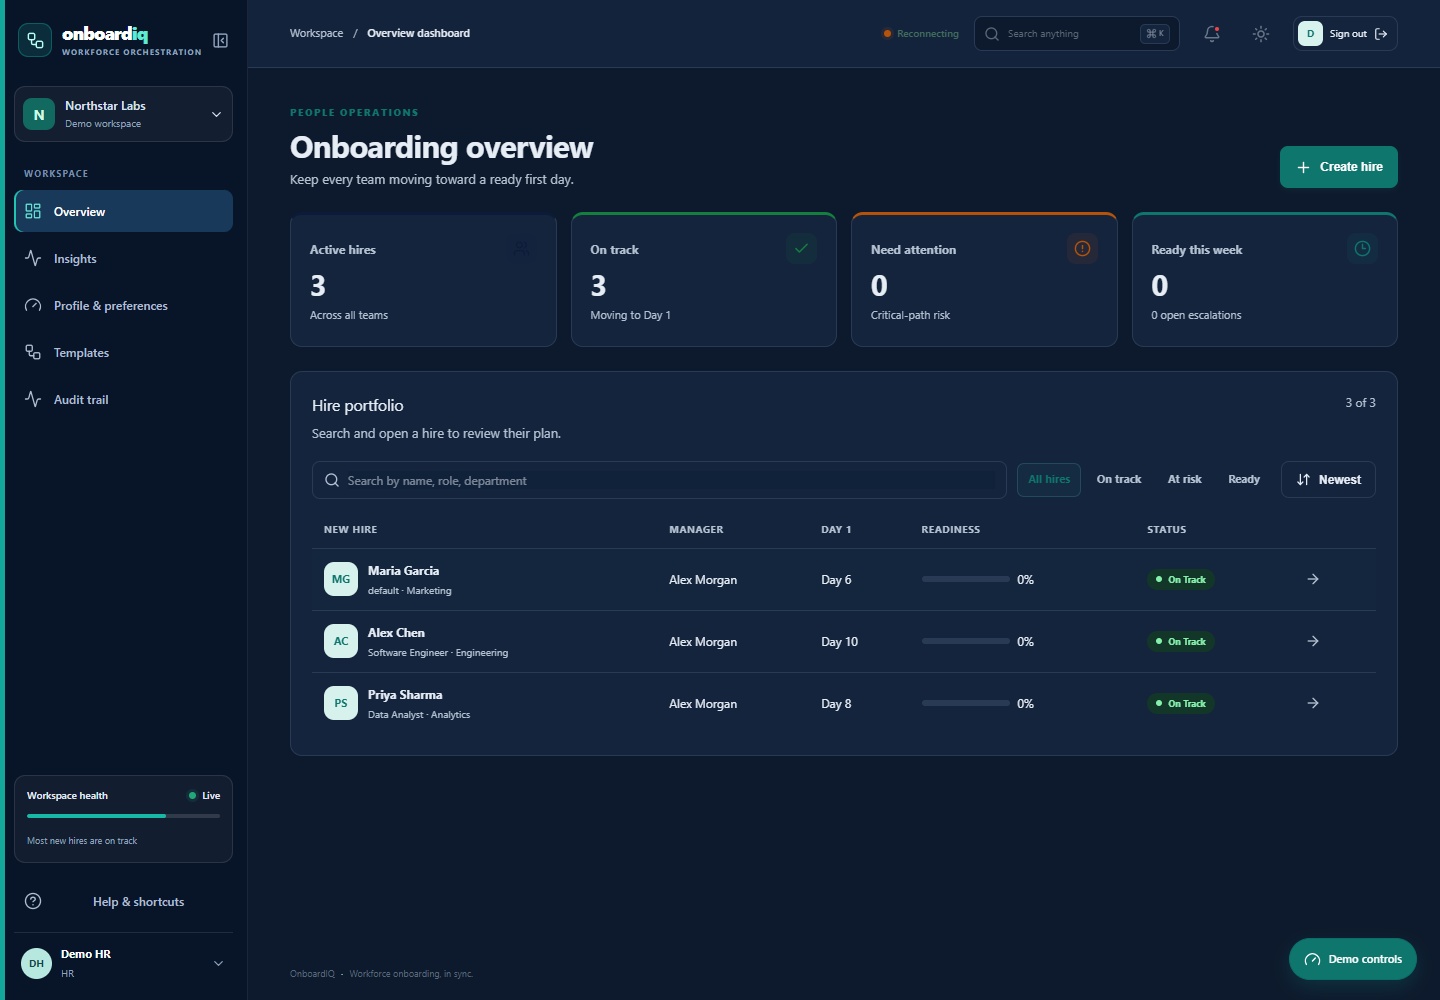 onboardiq
WORKFORCE ORCHESTRATION
N
Northstar Labs
Demo workspace
WORKSPACE
Overview
Insights
Profile & preferences
Templates
Audit trail
Workspace health
Live
Most new hires are on track
Help & shortcuts
DH
Demo HR
HR
Workspace / Overview dashboard
Reconnecting
Search anything
⌘ K
D
Sign out
PEOPLE OPERATIONS
Onboarding overview
Keep every team moving toward a ready first day.
Create hire
Active hires
3
Across all teams
On track
3
Moving to Day 1
Need attention
0
Critical-path risk
Ready this week
0
0 open escalations
Hire portfolio
3 of 3
Search and open a hire to review their plan.
Search by name, role, department
All hires
On track
At risk
Ready
Newest
NEW HIRE MANAGER DAY 1 READINESS STATUS
MG Maria Garcia Alex Morgan Day 6 0% On Track
default · Marketing
AC Alex Chen Alex Morgan Day 10 0% On Track
Software Engineer · Engineering
PS Priya Sharma Alex Morgan Day 8 0% On Track
Data Analyst · Analytics
OnboardIQ · Workforce onboarding, in sync.
Demo controls